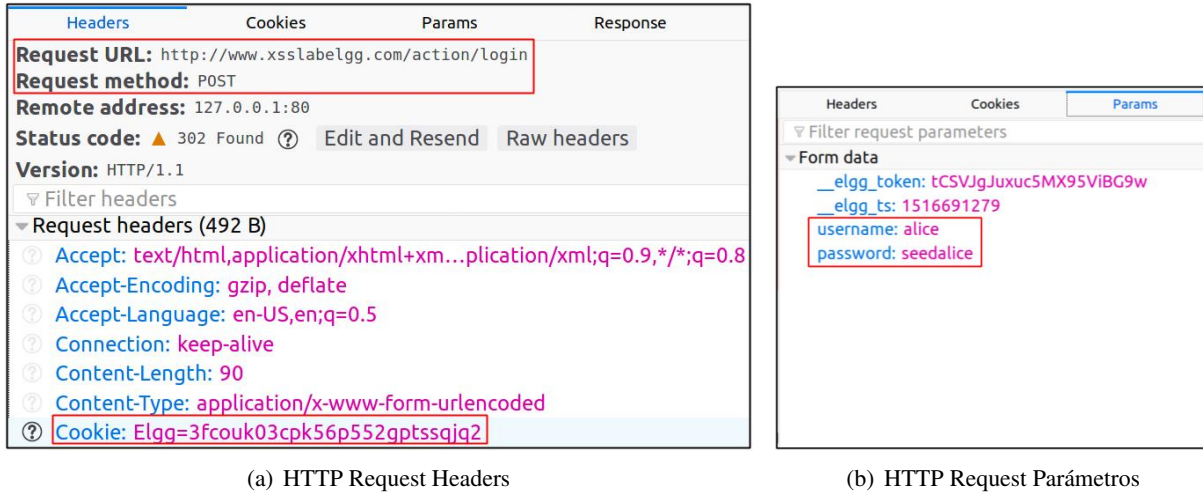 Headers Cookies Params Response
Request URL: http://www.xsslabelgg.com/action/login
Request method: POST
Remote address: 127.0.0.1:80
Status code: 302 Found ? Edit and Resend Raw headers
Version: HTTP/1.1
Filter headers
Request headers (492 B)
? Accept: text/html,application/xhtml+xm…plication/xml;q=0.9,*/*;q=0.8
? Accept-Encoding: gzip, deflate
? Accept-Language: en-US,en;q=0.5
? Connection: keep-alive
? Content-Length: 90
? Content-Type: application/x-www-form-urlencoded
? Cookie: Elgg=3fcouk03cpk56p552gptssqjq2
(a) HTTP Request Headers
Headers Cookies Params
Filter request parameters
Form data
__elgg_token: tCSVJgJuxuc5MX95ViBG9w
__elgg_ts: 1516691279
username: alice
password: seedalice
(b) HTTP Request Parámetros